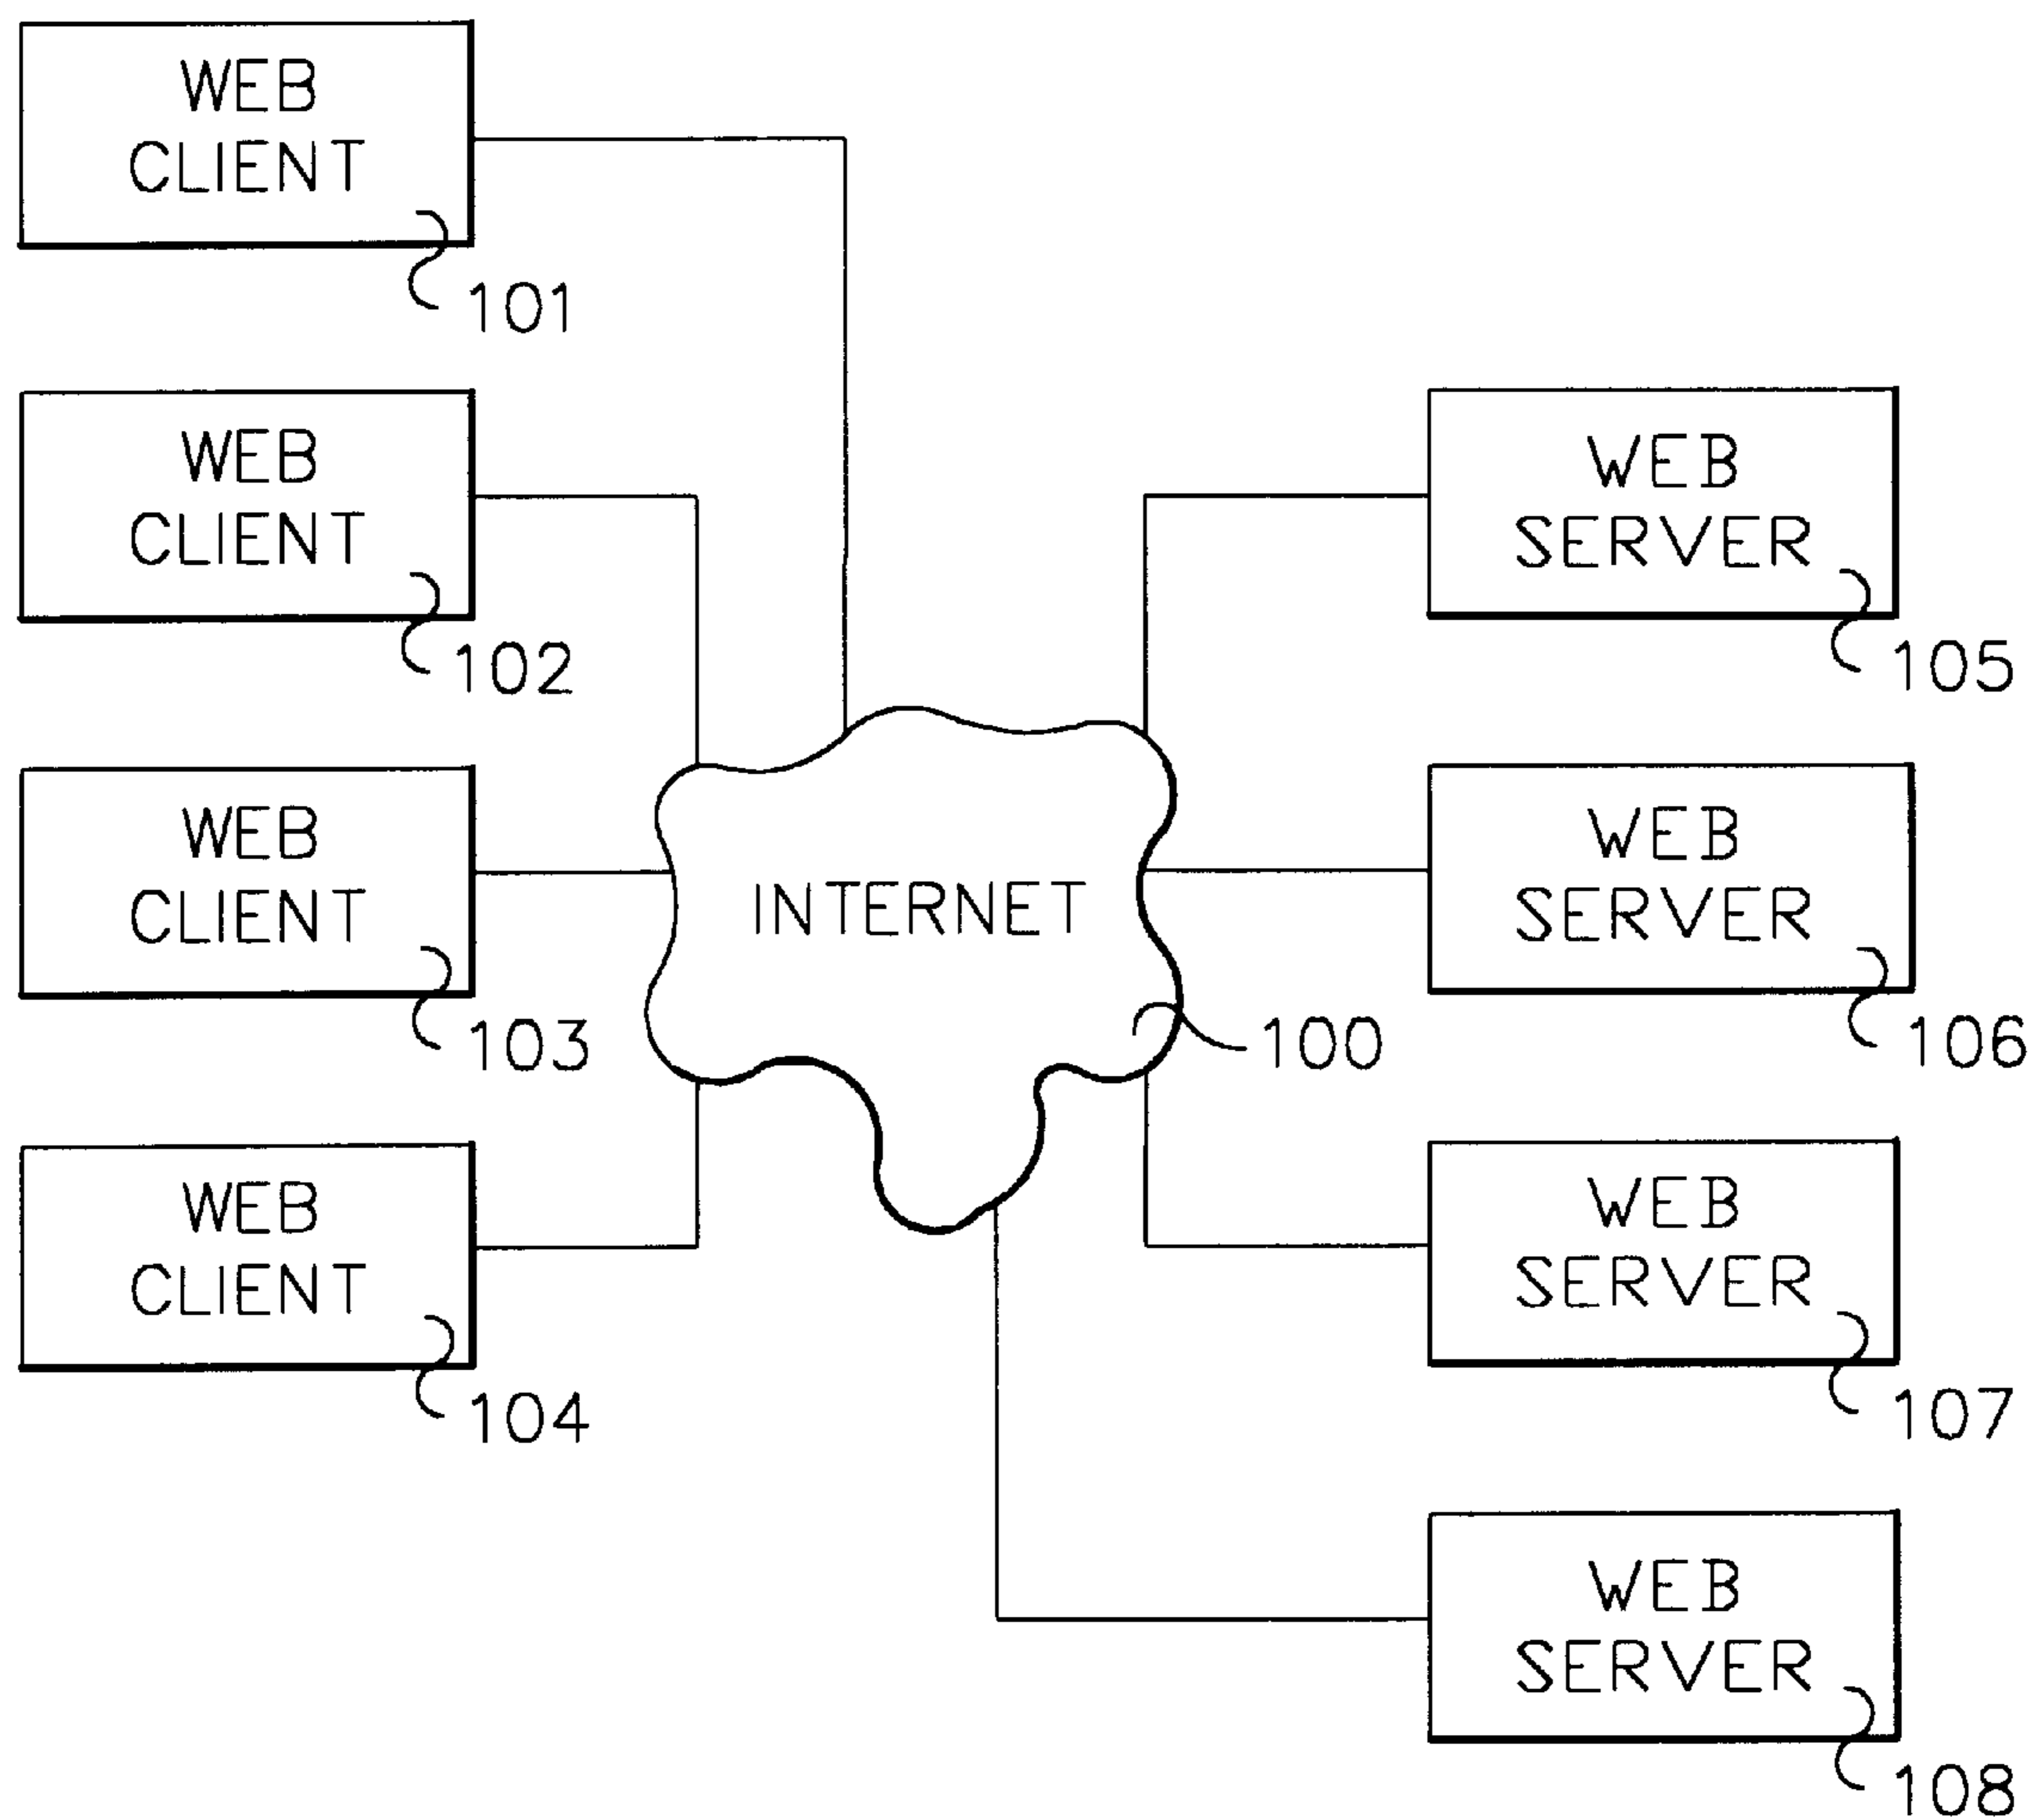 WEB
CLIENT
101
WEB
CLIENT
102
WEB
CLIENT
103
WEB
CLIENT
104
INTERNET
100
WEB
SERVER
105
WEB
SERVER
106
WEB
SERVER
107
WEB
SERVER
108